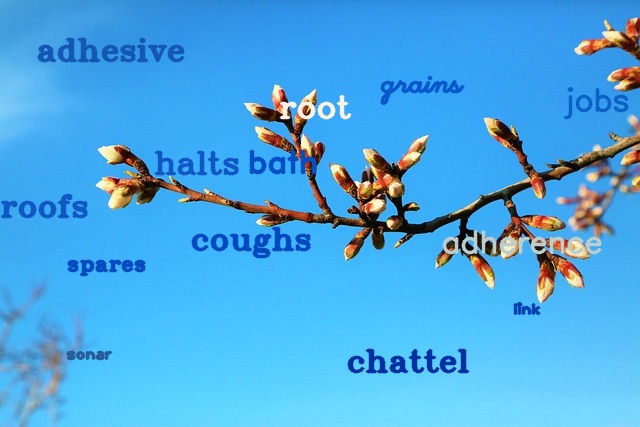 adhesive
grains
root
jobs
halts bath
roofs
coughs
adherence
spares
link
sonar
chattel